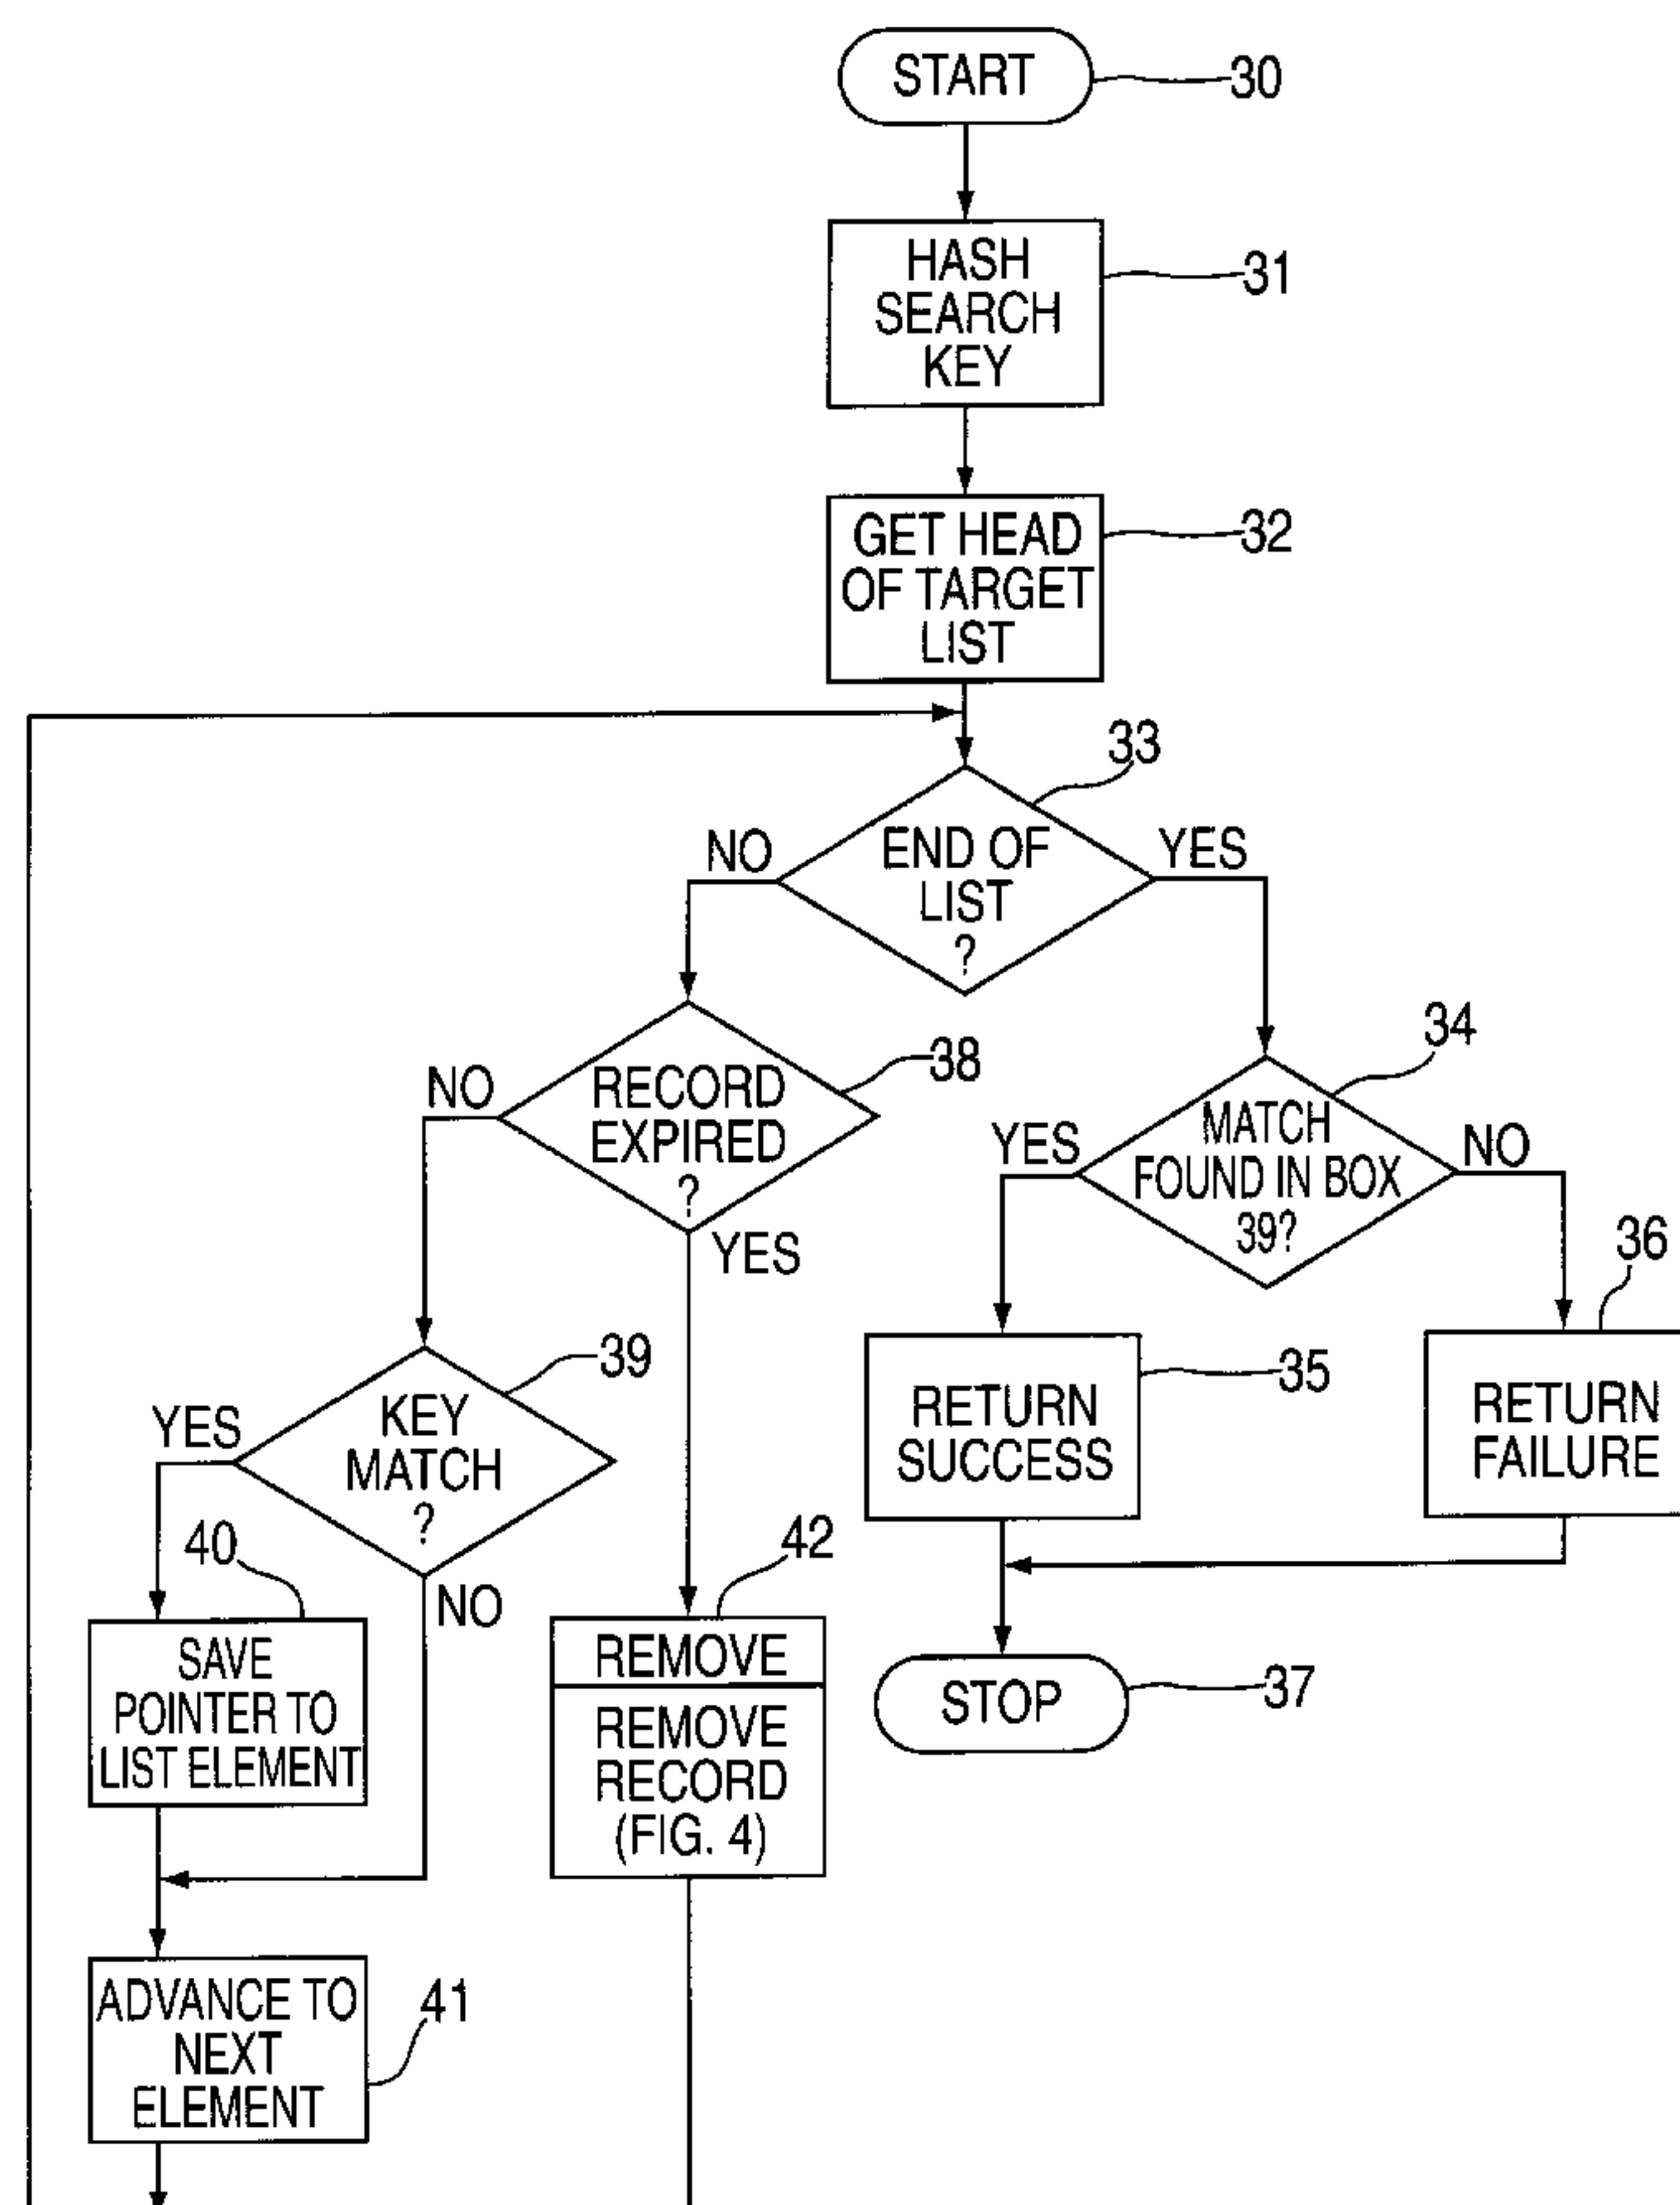 START
30
HASH
SEARCH
KEY
31
GET HEAD
OF TARGET
LIST
32
33
NO
END OF
LIST
?
YES
34
NO
RECORD
EXPIRED
?
38
YES
YES
MATCH
FOUND IN BOX
39?
NO
36
39
YES
KEY
MATCH
?
NO
RETURN
SUCCESS
35
RETURN
FAILURE
40
SAVE
POINTER TO
LIST ELEMENT
42
REMOVE
REMOVE
RECORD
(FIG. 4)
STOP
37
ADVANCE TO
NEXT
ELEMENT
41